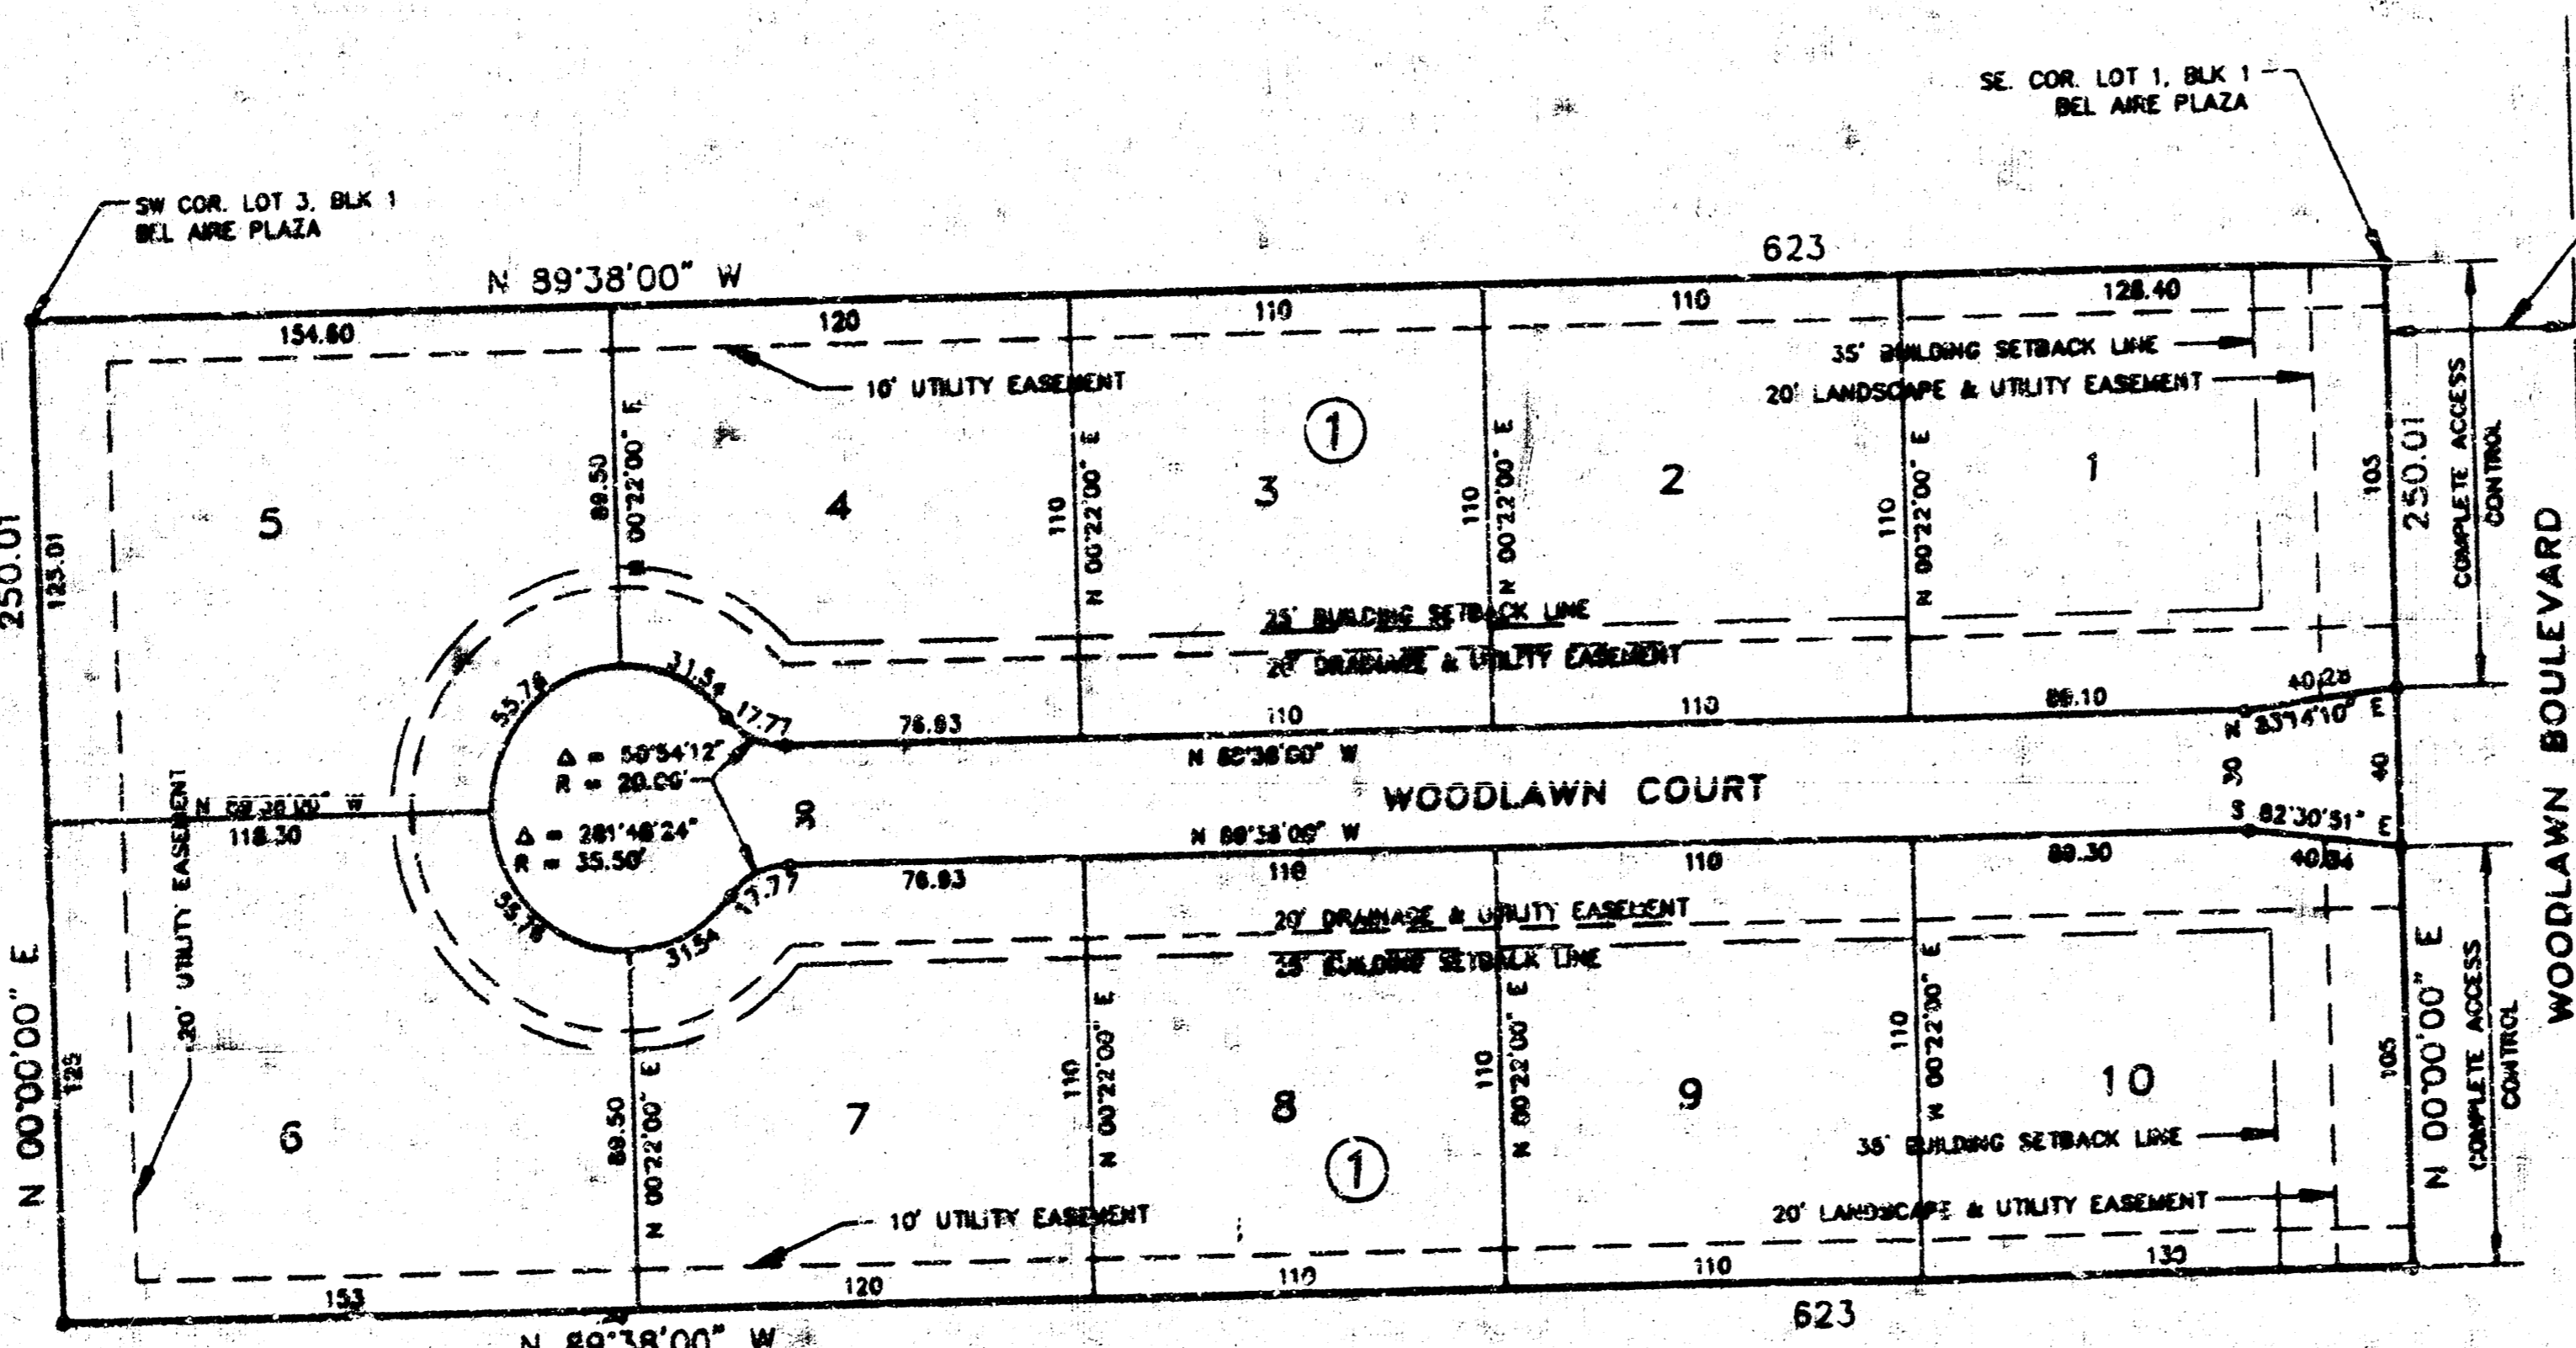 SE. COR. LOT 1, BLK 1
BEL AIRE PLAZA
SW COR. LOT 3, BLK 1
BEL AIRE PLAZA
N 89°38'00" W
623
154.60
120
110
110
128.40
35' BUILDING SETBACK LINE
20' LANDSCAPE & UTILITY EASEMENT
10' UTILITY EASEMENT
1
5
4
3
2
1
250.01
125.01
89.50
N 00°22'00" E
110
N 00°22'00" E
110
N 00°22'00" E
110
N 00°22'00" E
105
250.01
COMPLETE ACCESS
CONTROL
25' BUILDING SETBACK LINE
20' DRAINAGE & UTILITY EASEMENT
55.76
31.54
17.77
76.93
110
110
40.28
N 83°14'10" E
N 89°38'00" W
Δ = 50°54'12"
R = 20.00'
Δ = 281°48'24"
R = 35.50'
30
WOODLAWN COURT
30
40
WOODLAWN BOULEVARD
118.30
20' UTILITY EASEMENT
N 89°38'00" W
S 82°30'51" E
55.76
31.54
17.77
76.93
110
110
89.30
20' DRAINAGE & UTILITY EASEMENT
25' BUILDING SETBACK LINE
N 00°00'00" E
125
6
7
8
9
10
89.50
N 00°22'00" E
110
N 00°22'00" E
110
N 00°22'00" E
110
N 00°22'00" E
105
N 00°00'00" E
COMPLETE ACCESS
CONTROL
1
35' BUILDING SETBACK LINE
20' LANDSCAPE & UTILITY EASEMENT
10' UTILITY EASEMENT
153
120
110
110
130
N 89°38'00" W
623